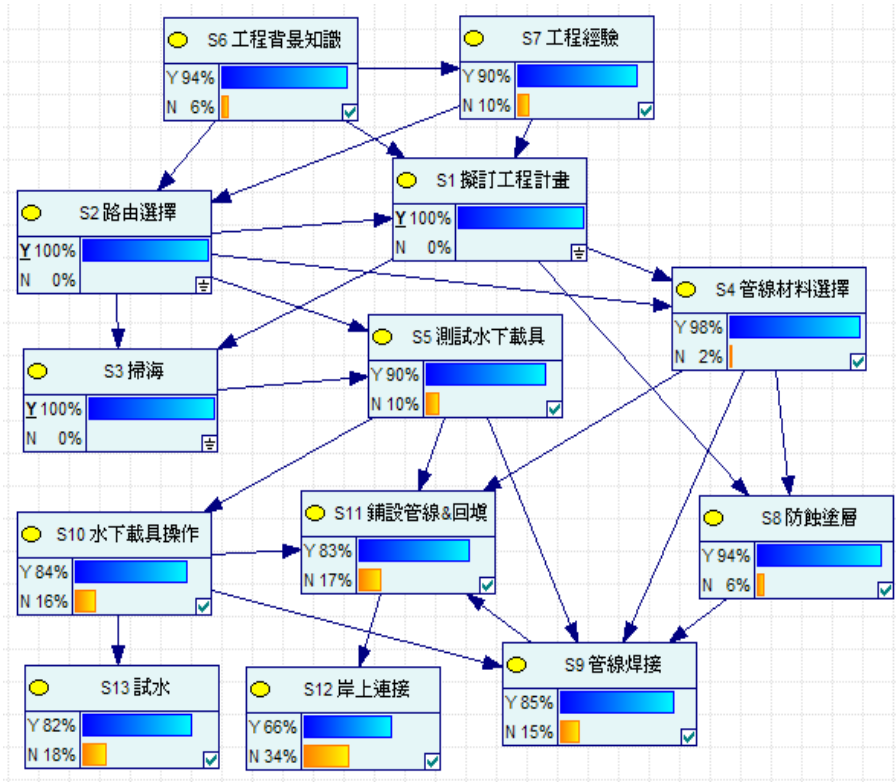 S6 工程背景知識
Y 94%
N 6%
S7 工程經驗
Y 90%
N 10%
S1 擬訂工程計畫
Y 100%
N 0%
S2 路由選擇
Y 100%
N 0%
S4 管線材料選擇
Y 98%
N 2%
S5 測試水下載具
Y 90%
N 10%
S3 掃海
Y 100%
N 0%
S11 鋪設管線&回填
Y 83%
N 17%
S8 防蝕塗層
Y 94%
N 6%
S10 水下載具操作
Y 84%
N 16%
S9 管線焊接
Y 85%
N 15%
S13 試水
Y 82%
N 18%
S12 岸上連接
Y 66%
N 34%